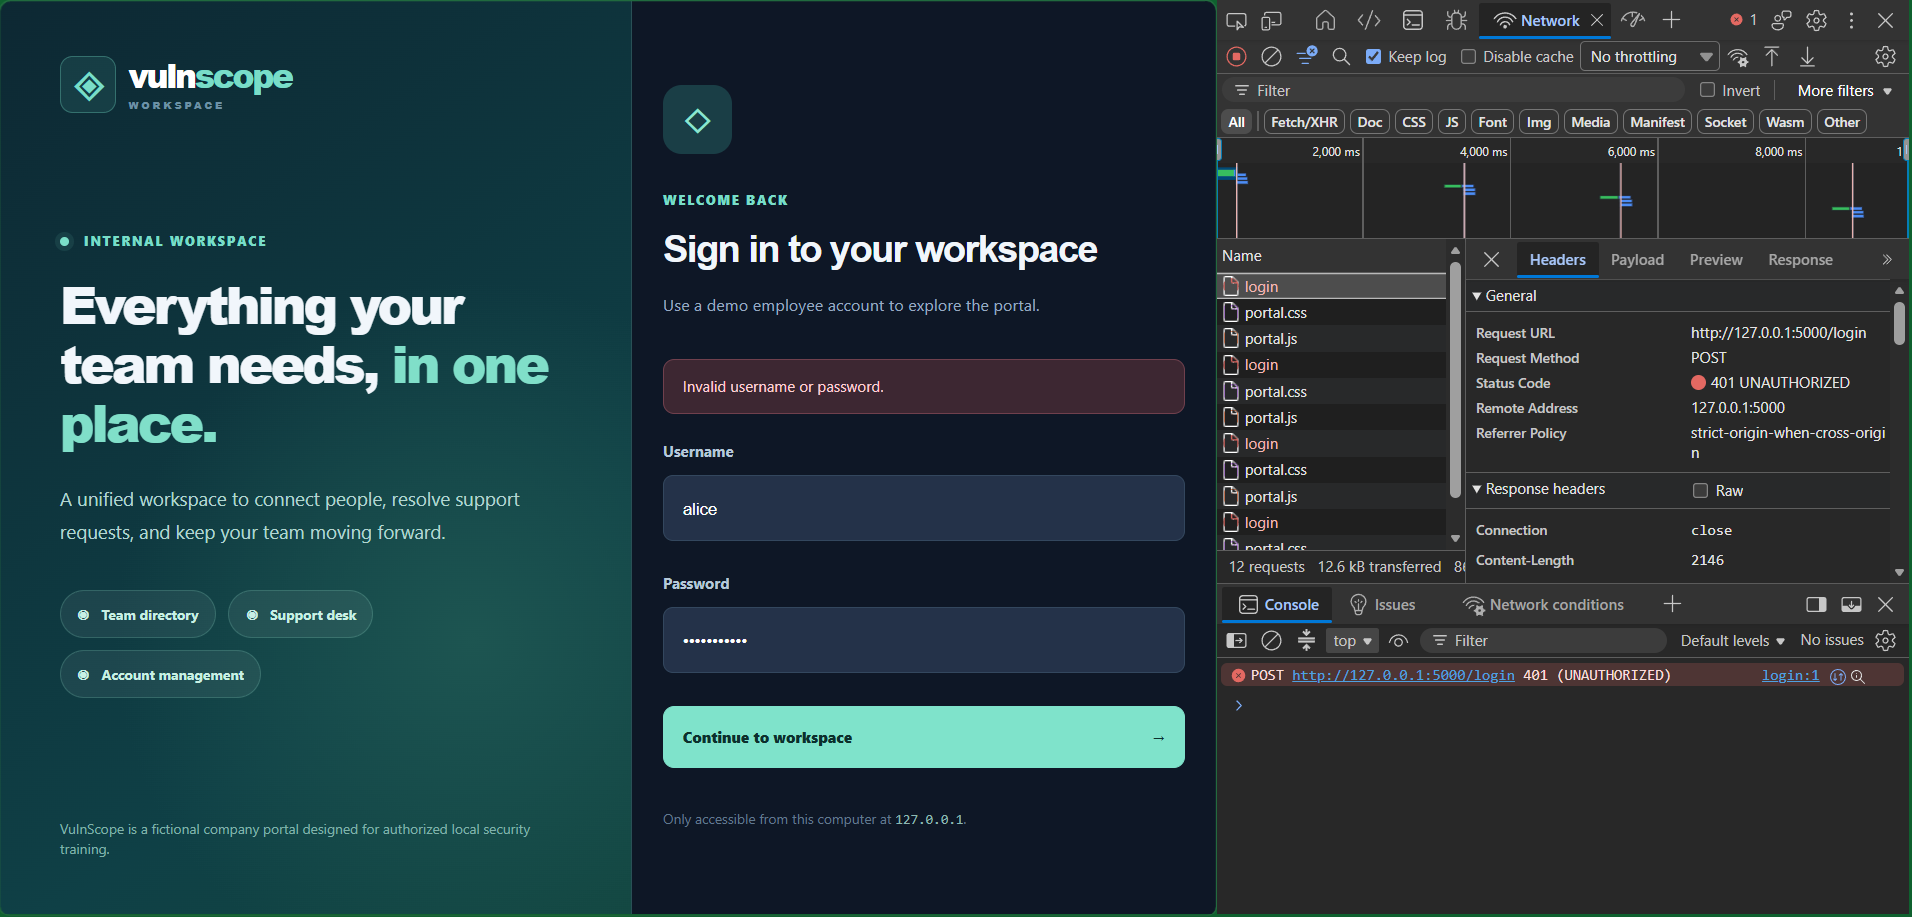 vulnscope
WORKSPACE
INTERNAL WORKSPACE
Everything your
team needs, in one
place.
A unified workspace to connect people, resolve support
requests, and keep your team moving forward.
Team directory
Support desk
Account management
VulnScope is a fictional company portal designed for authorized local security
training.
WELCOME BACK
Sign in to your workspace
Use a demo employee account to explore the portal.
Invalid username or password.
Username
alice
Password
•••••••••••
Continue to workspace →
Only accessible from this computer at 127.0.0.1.
Network
1
Keep log
Disable cache
No throttling
Filter
Invert
More filters
All
Fetch/XHR
Doc
CSS
JS
Font
Img
Media
Manifest
Socket
Wasm
Other
2,000 ms
4,000 ms
6,000 ms
8,000 ms
1
Name
login
portal.css
portal.js
login
portal.css
portal.js
login
portal.css
portal.js
login
portal.css
12 requests 12.6 kB transferred
Headers
Payload
Preview
Response
General
Request URL http://127.0.0.1:5000/login
Request Method POST
Status Code 401 UNAUTHORIZED
Remote Address 127.0.0.1:5000
Referrer Policy strict-origin-when-cross-origi
n
Response headers
Raw
Connection close
Content-Length 2146
Console
Issues
Network conditions
top
Filter
Default levels
No issues
POST http://127.0.0.1:5000/login 401 (UNAUTHORIZED) login:1